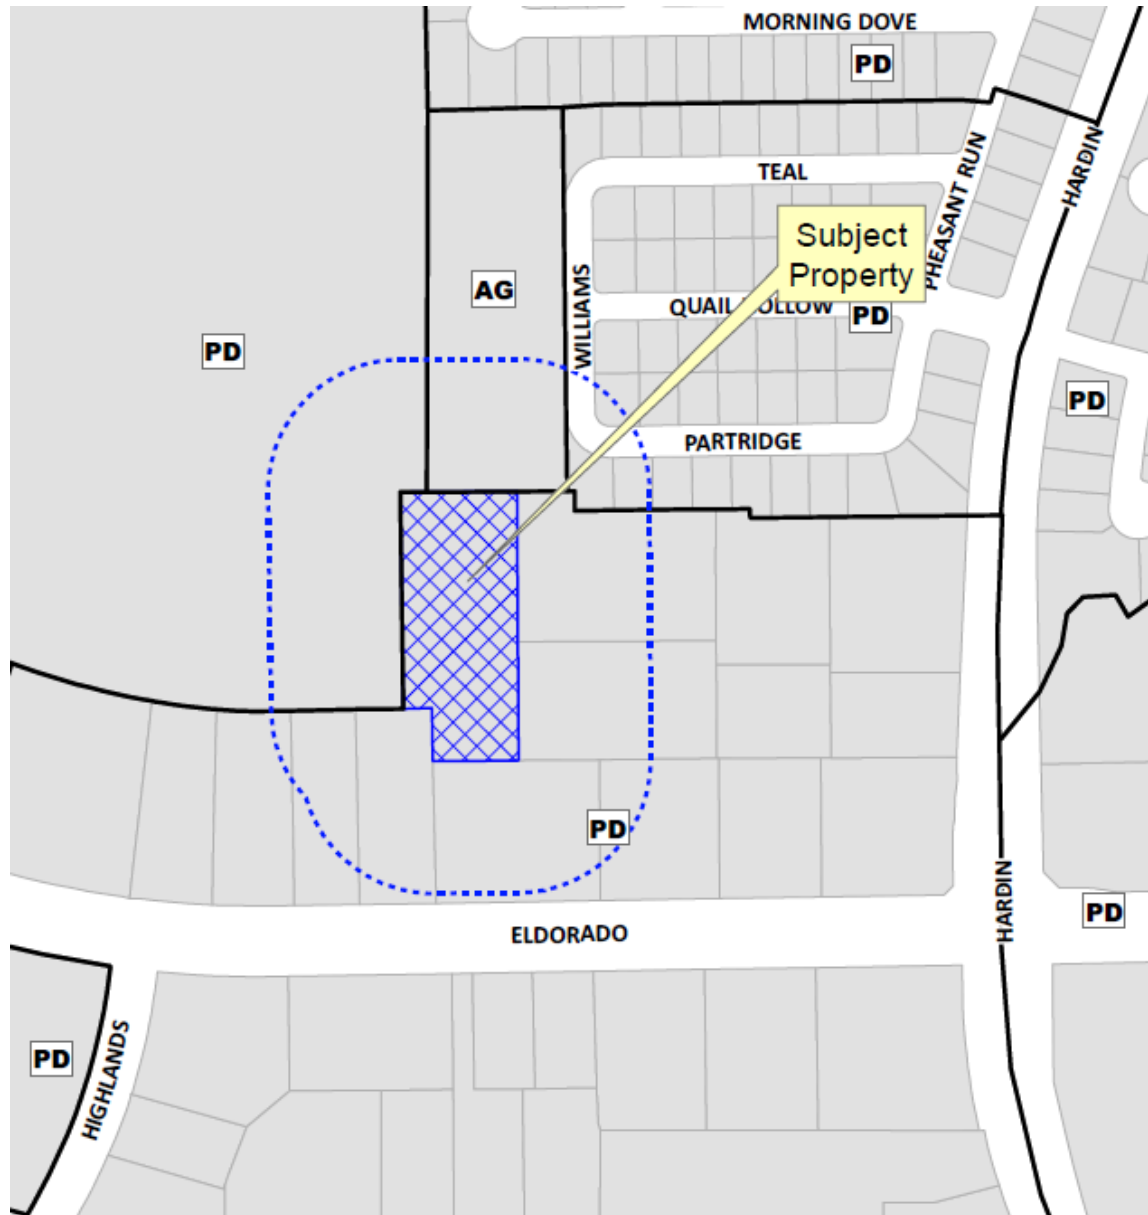 MORNING DOVE
PD
HARDIN
PHEASANT RUN
TEAL
Subject
Property
AG
WILLIAMS
QUAIL HOLLOW
PD
PD
PD
PARTRIDGE
PD
HARDIN
PD
ELDORADO
PD
HIGHLANDS